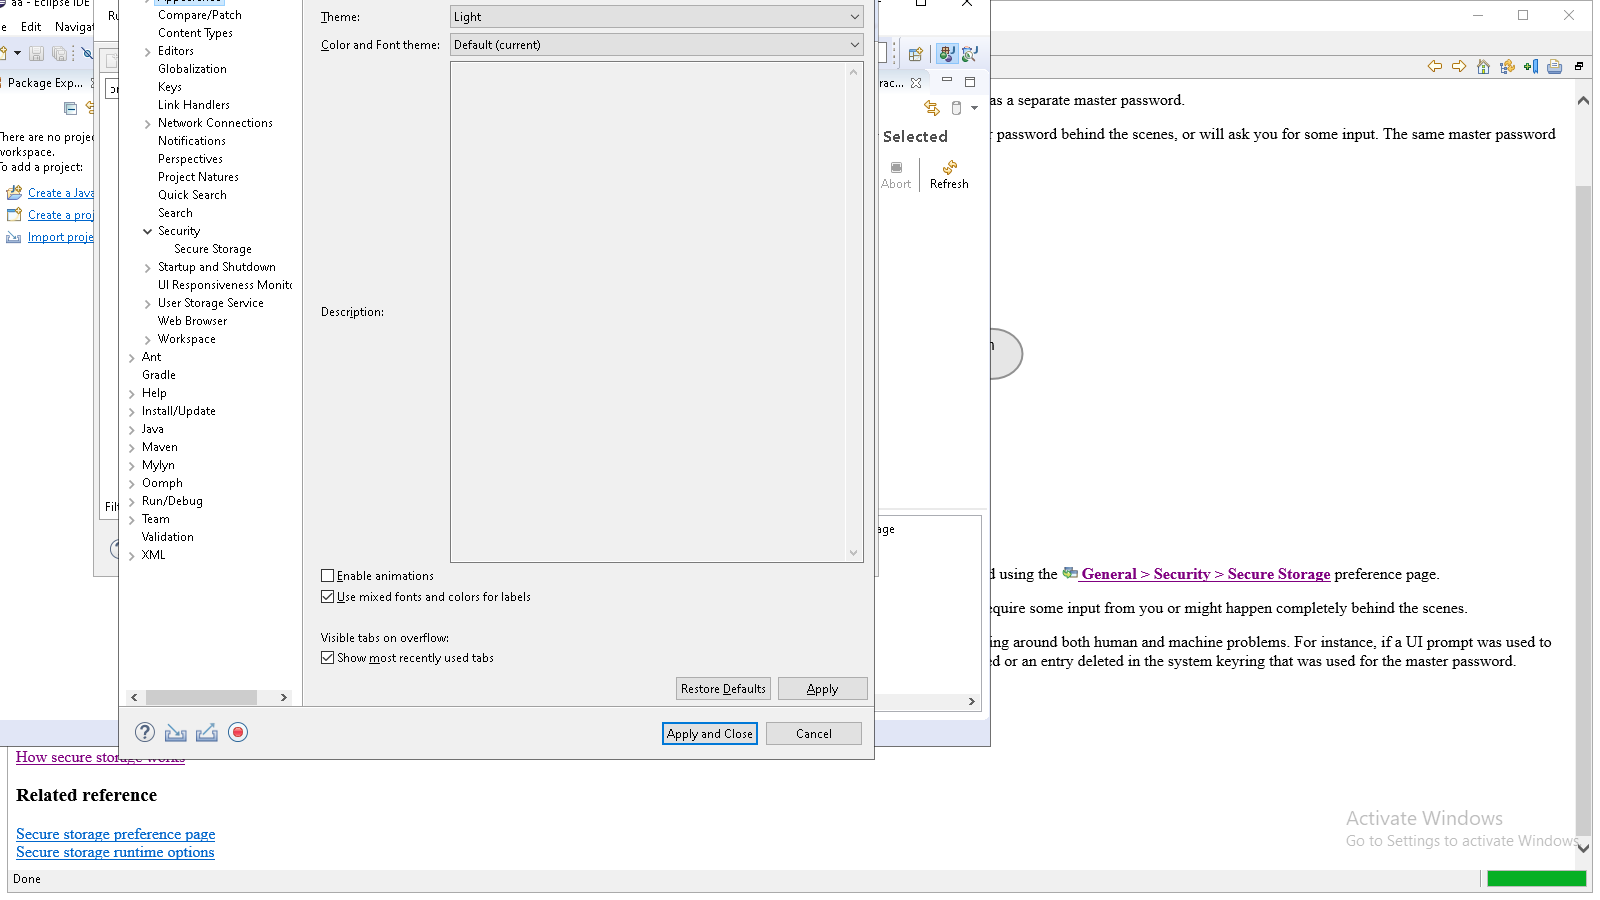 aa - Eclipse IDE
Edit Navigat
Package Exp...
There are no projec
workspace.
To add a project:
Create a Java
Create a proj
Import proje
Ru
Filt
Appearance
Compare/Patch
Content Types
Editors
Globalization
Keys
Link Handlers
Network Connections
Notifications
Perspectives
Project Natures
Quick Search
Search
Security
Secure Storage
Startup and Shutdown
UI Responsiveness Monito
User Storage Service
Web Browser
Workspace
Ant
Gradle
Help
Install/Update
Java
Maven
Mylyn
Oomph
Run/Debug
Team
Validation
XML
Theme:
Light
Color and Font theme:
Default (current)
Description:
Enable animations
Use mixed fonts and colors for labels
Visible tabs on overflow:
Show most recently used tabs
Restore Defaults
Apply
Apply and Close
Cancel
rac...
Selected
Abort
Refresh
age
as a separate master password.
r password behind the scenes, or will ask you for some input. The same master password
n
d using the General > Security > Secure Storage preference page.
equire some input from you or might happen completely behind the scenes.
ing around both human and machine problems. For instance, if a UI prompt was used to
ed or an entry deleted in the system keyring that was used for the master password.
How secure storage works
Related reference
Secure storage preference page
Secure storage runtime options
Activate Windows
Go to Settings to activate Windows.
Done